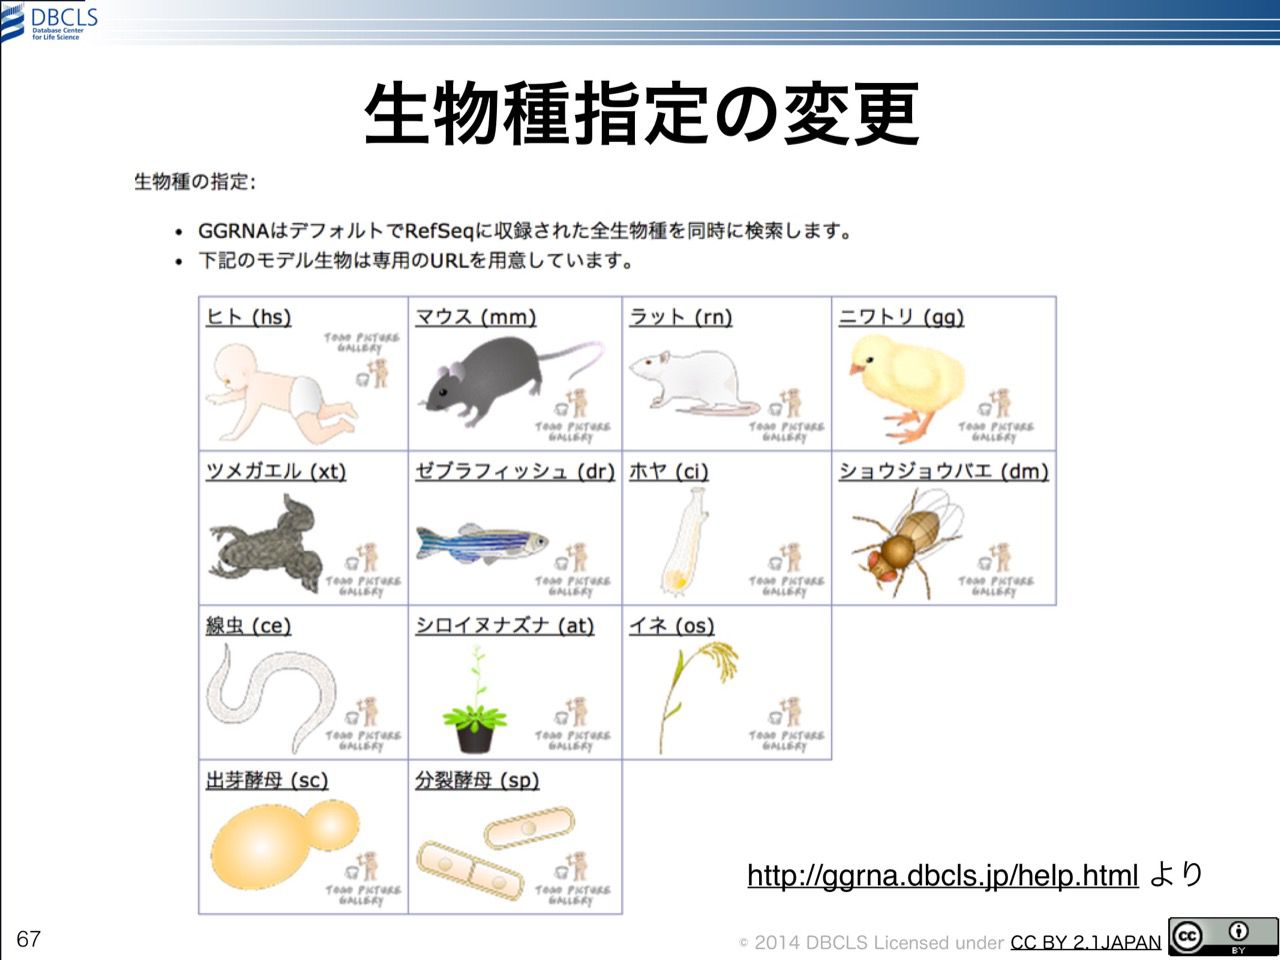 DBCLS
Database Center
for Life Science
生物種指定の変更
生物種の指定:
• GGRNAはデフォルトでRefSeqに収録された全生物種を同時に検索します。
• 下記のモデル生物は専用のURLを用意しています。
ヒト (hs) マウス (mm) ラット (rn) ニワトリ (gg)
TOGO PICTURE
GALLERY
TOGO PICTURE
GALLERY
TOGO PICTURE
GALLERY
TOGO PICTURE
GALLERY
ツメガエル (xt) ゼブラフィッシュ (dr) ホヤ (ci) ショウジョウバエ (dm)
TOGO PICTURE
GALLERY
TOGO PICTURE
GALLERY
TOGO PICTURE
GALLERY
TOGO PICTURE
GALLERY
線虫 (ce) シロイヌナズナ (at) イネ (os)
TOGO PICTURE
GALLERY
TOGO PICTURE
GALLERY
TOGO PICTURE
GALLERY
出芽酵母 (sc) 分裂酵母 (sp)
TOGO PICTURE
GALLERY
TOGO PICTURE
GALLERY
http://ggrna.dbcls.jp/help.html より
67
© 2014 DBCLS Licensed under CC BY 2.1JAPAN
cc
BY